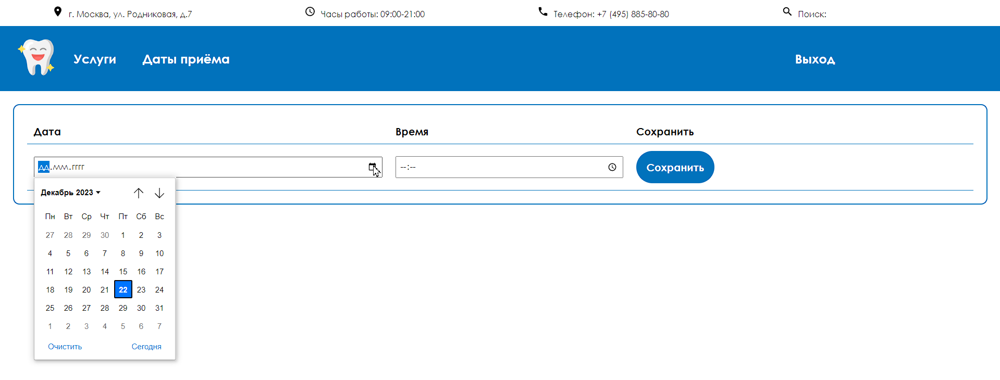 г. Москва, ул. Родниковая, д.7
Часы работы: 09:00-21:00
Телефон: +7 (495) 885-80-80
Поиск:
Услуги
Даты приёма
Выход
Дата Время Сохранить
дд.мм.гггг --:-- Сохранить
Декабрь 2023
Пн Вт Ср Чт Пт Сб Вс
27 28 29 30 1 2 3
4 5 6 7 8 9 10
11 12 13 14 15 16 17
18 19 20 21 22 23 24
25 26 27 28 29 30 31
1 2 3 4 5 6 7
Очистить Сегодня